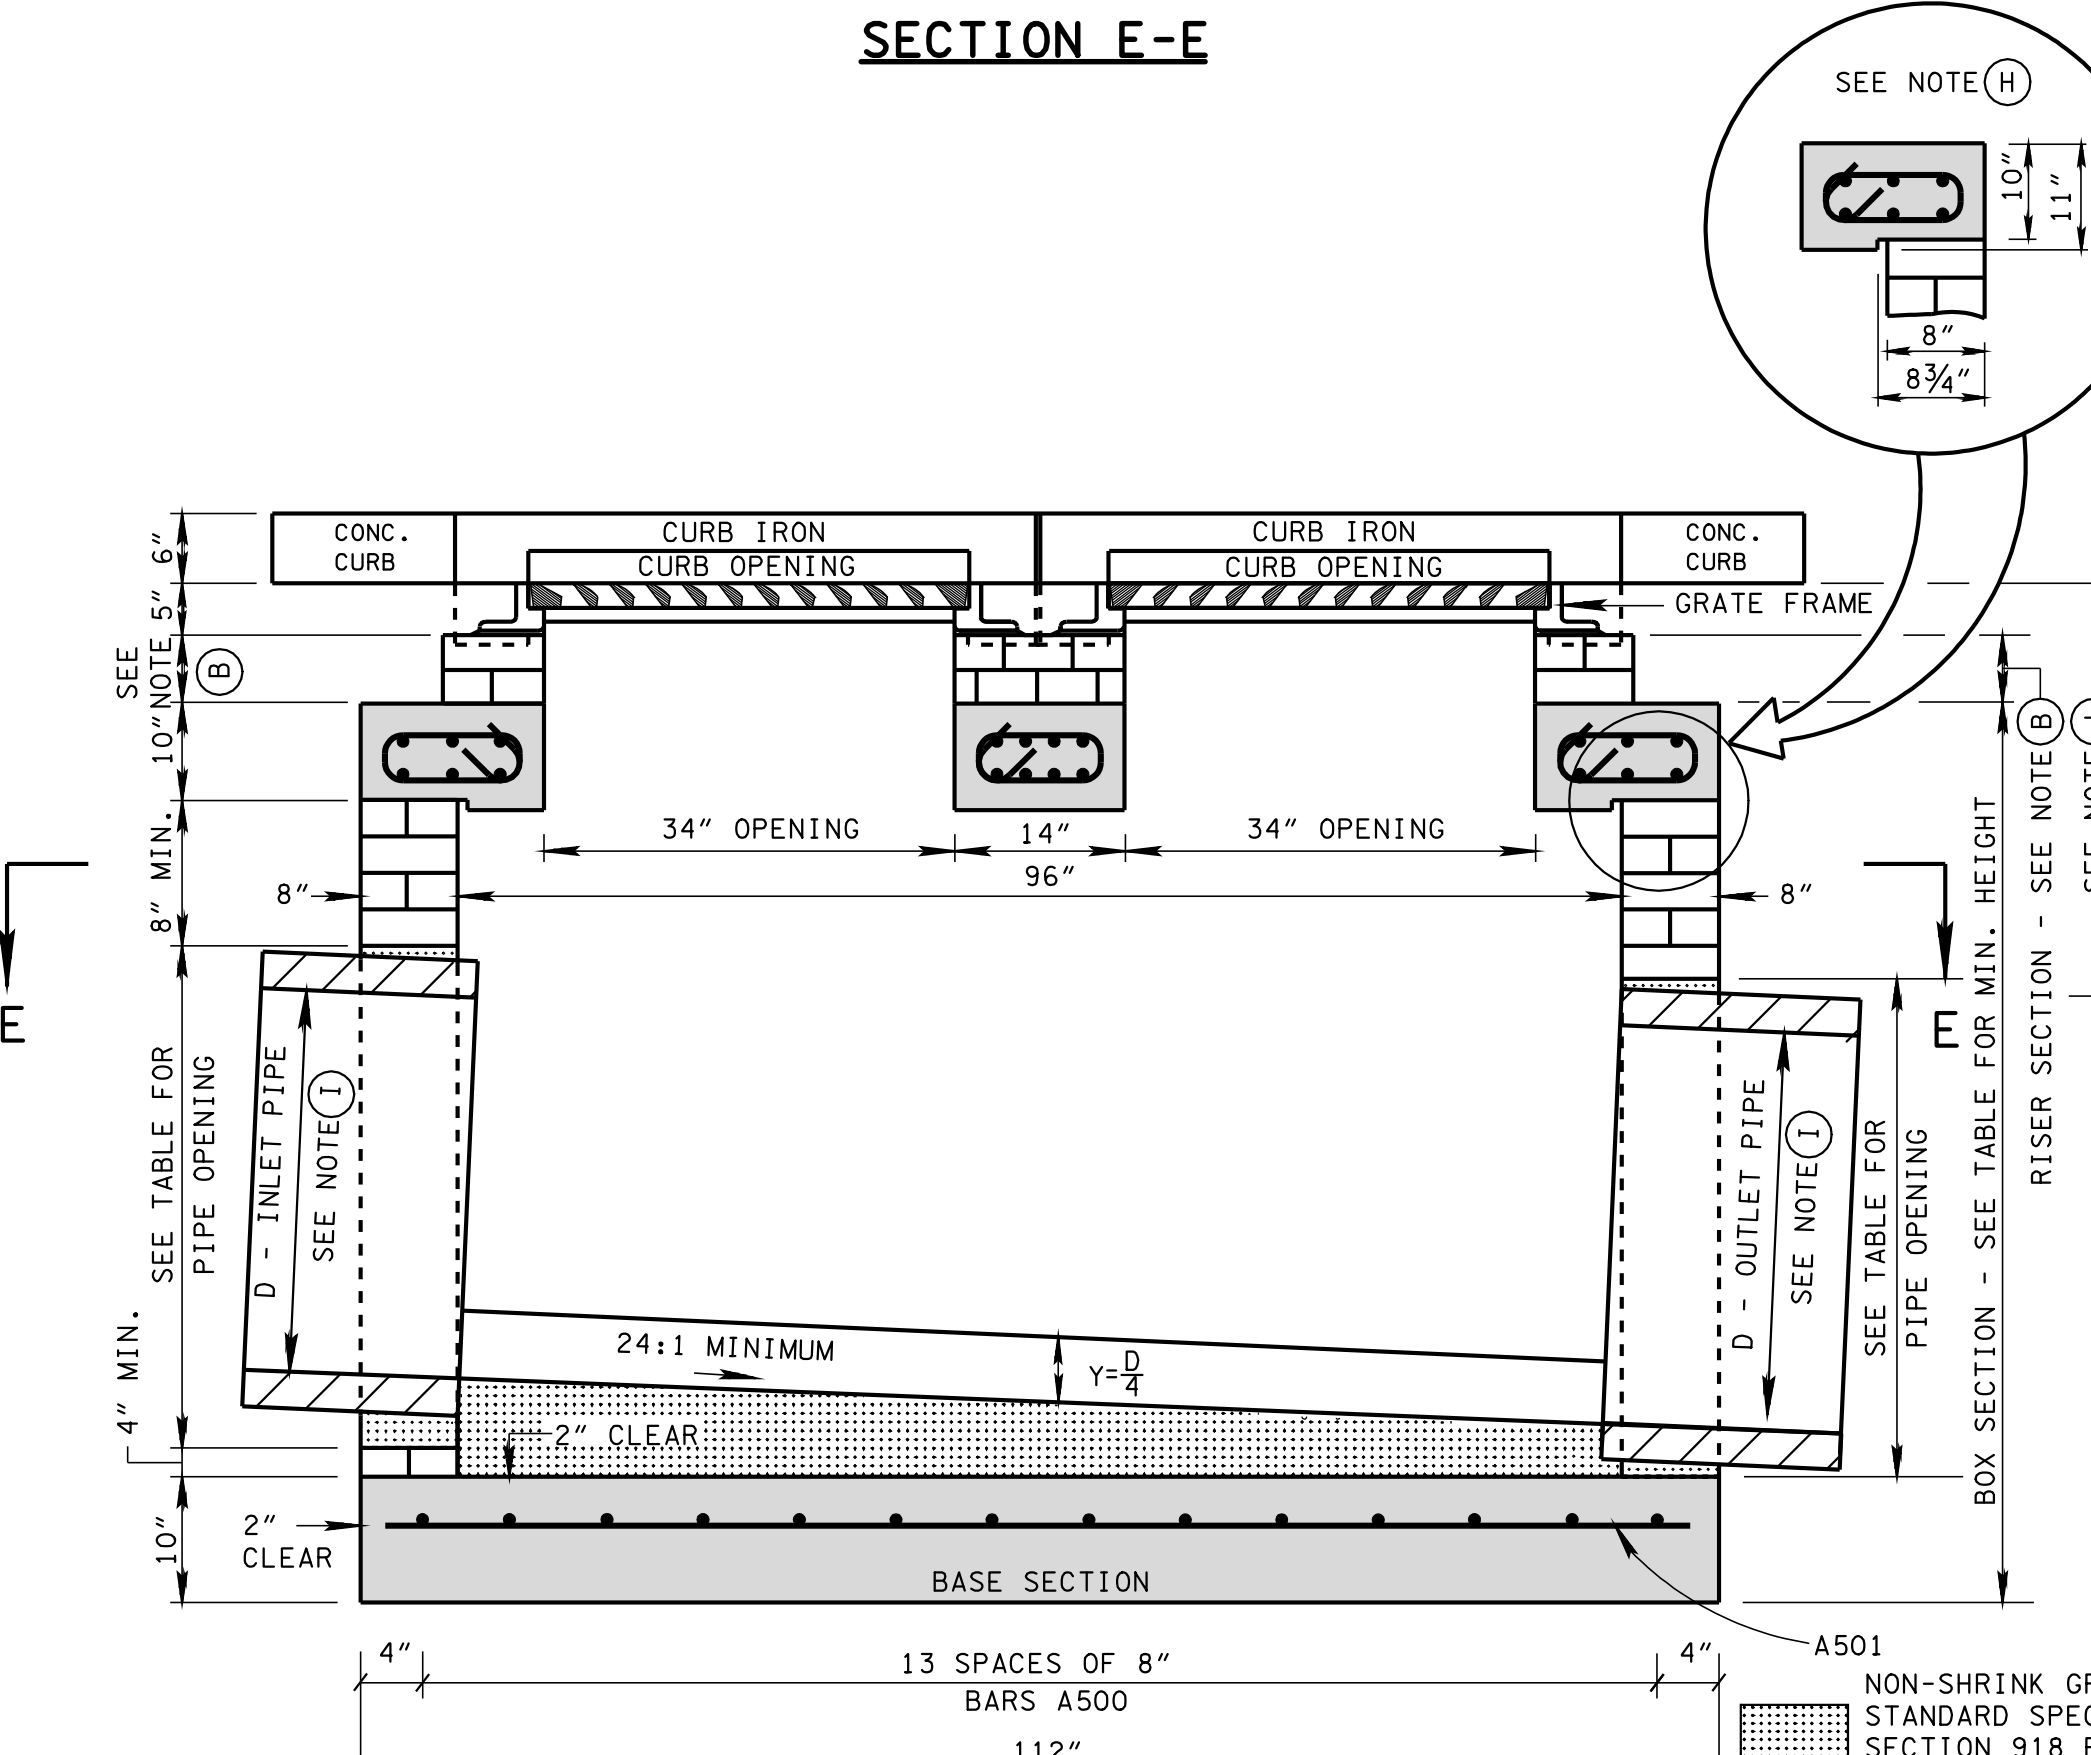 SECTION E-E
SEE NOTE H
10"
11"
8"
8¾"
CONC.
CURB
CURB IRON
CURB OPENING
CURB IRON
CURB OPENING
CONC.
CURB
GRATE FRAME
6"
5"
SEE
NOTE
B
10"
8" MIN.
34" OPENING
14"
34" OPENING
96"
8"
8"
E
E
SEE TABLE FOR
PIPE OPENING
D - INLET PIPE
SEE NOTE I
4" MIN.
24:1 MINIMUM
Y=D/4
2" CLEAR
D - OUTLET PIPE
SEE NOTE I
SEE TABLE FOR
PIPE OPENING
BOX SECTION - SEE TABLE FOR MIN. HEIGHT
RISER SECTION - SEE NOTE B
SEE NOTE
10"
2"
CLEAR
BASE SECTION
A501
4"
13 SPACES OF 8"
4"
BARS A500
112"
NON-SHRINK
STANDARD
SECTION 918